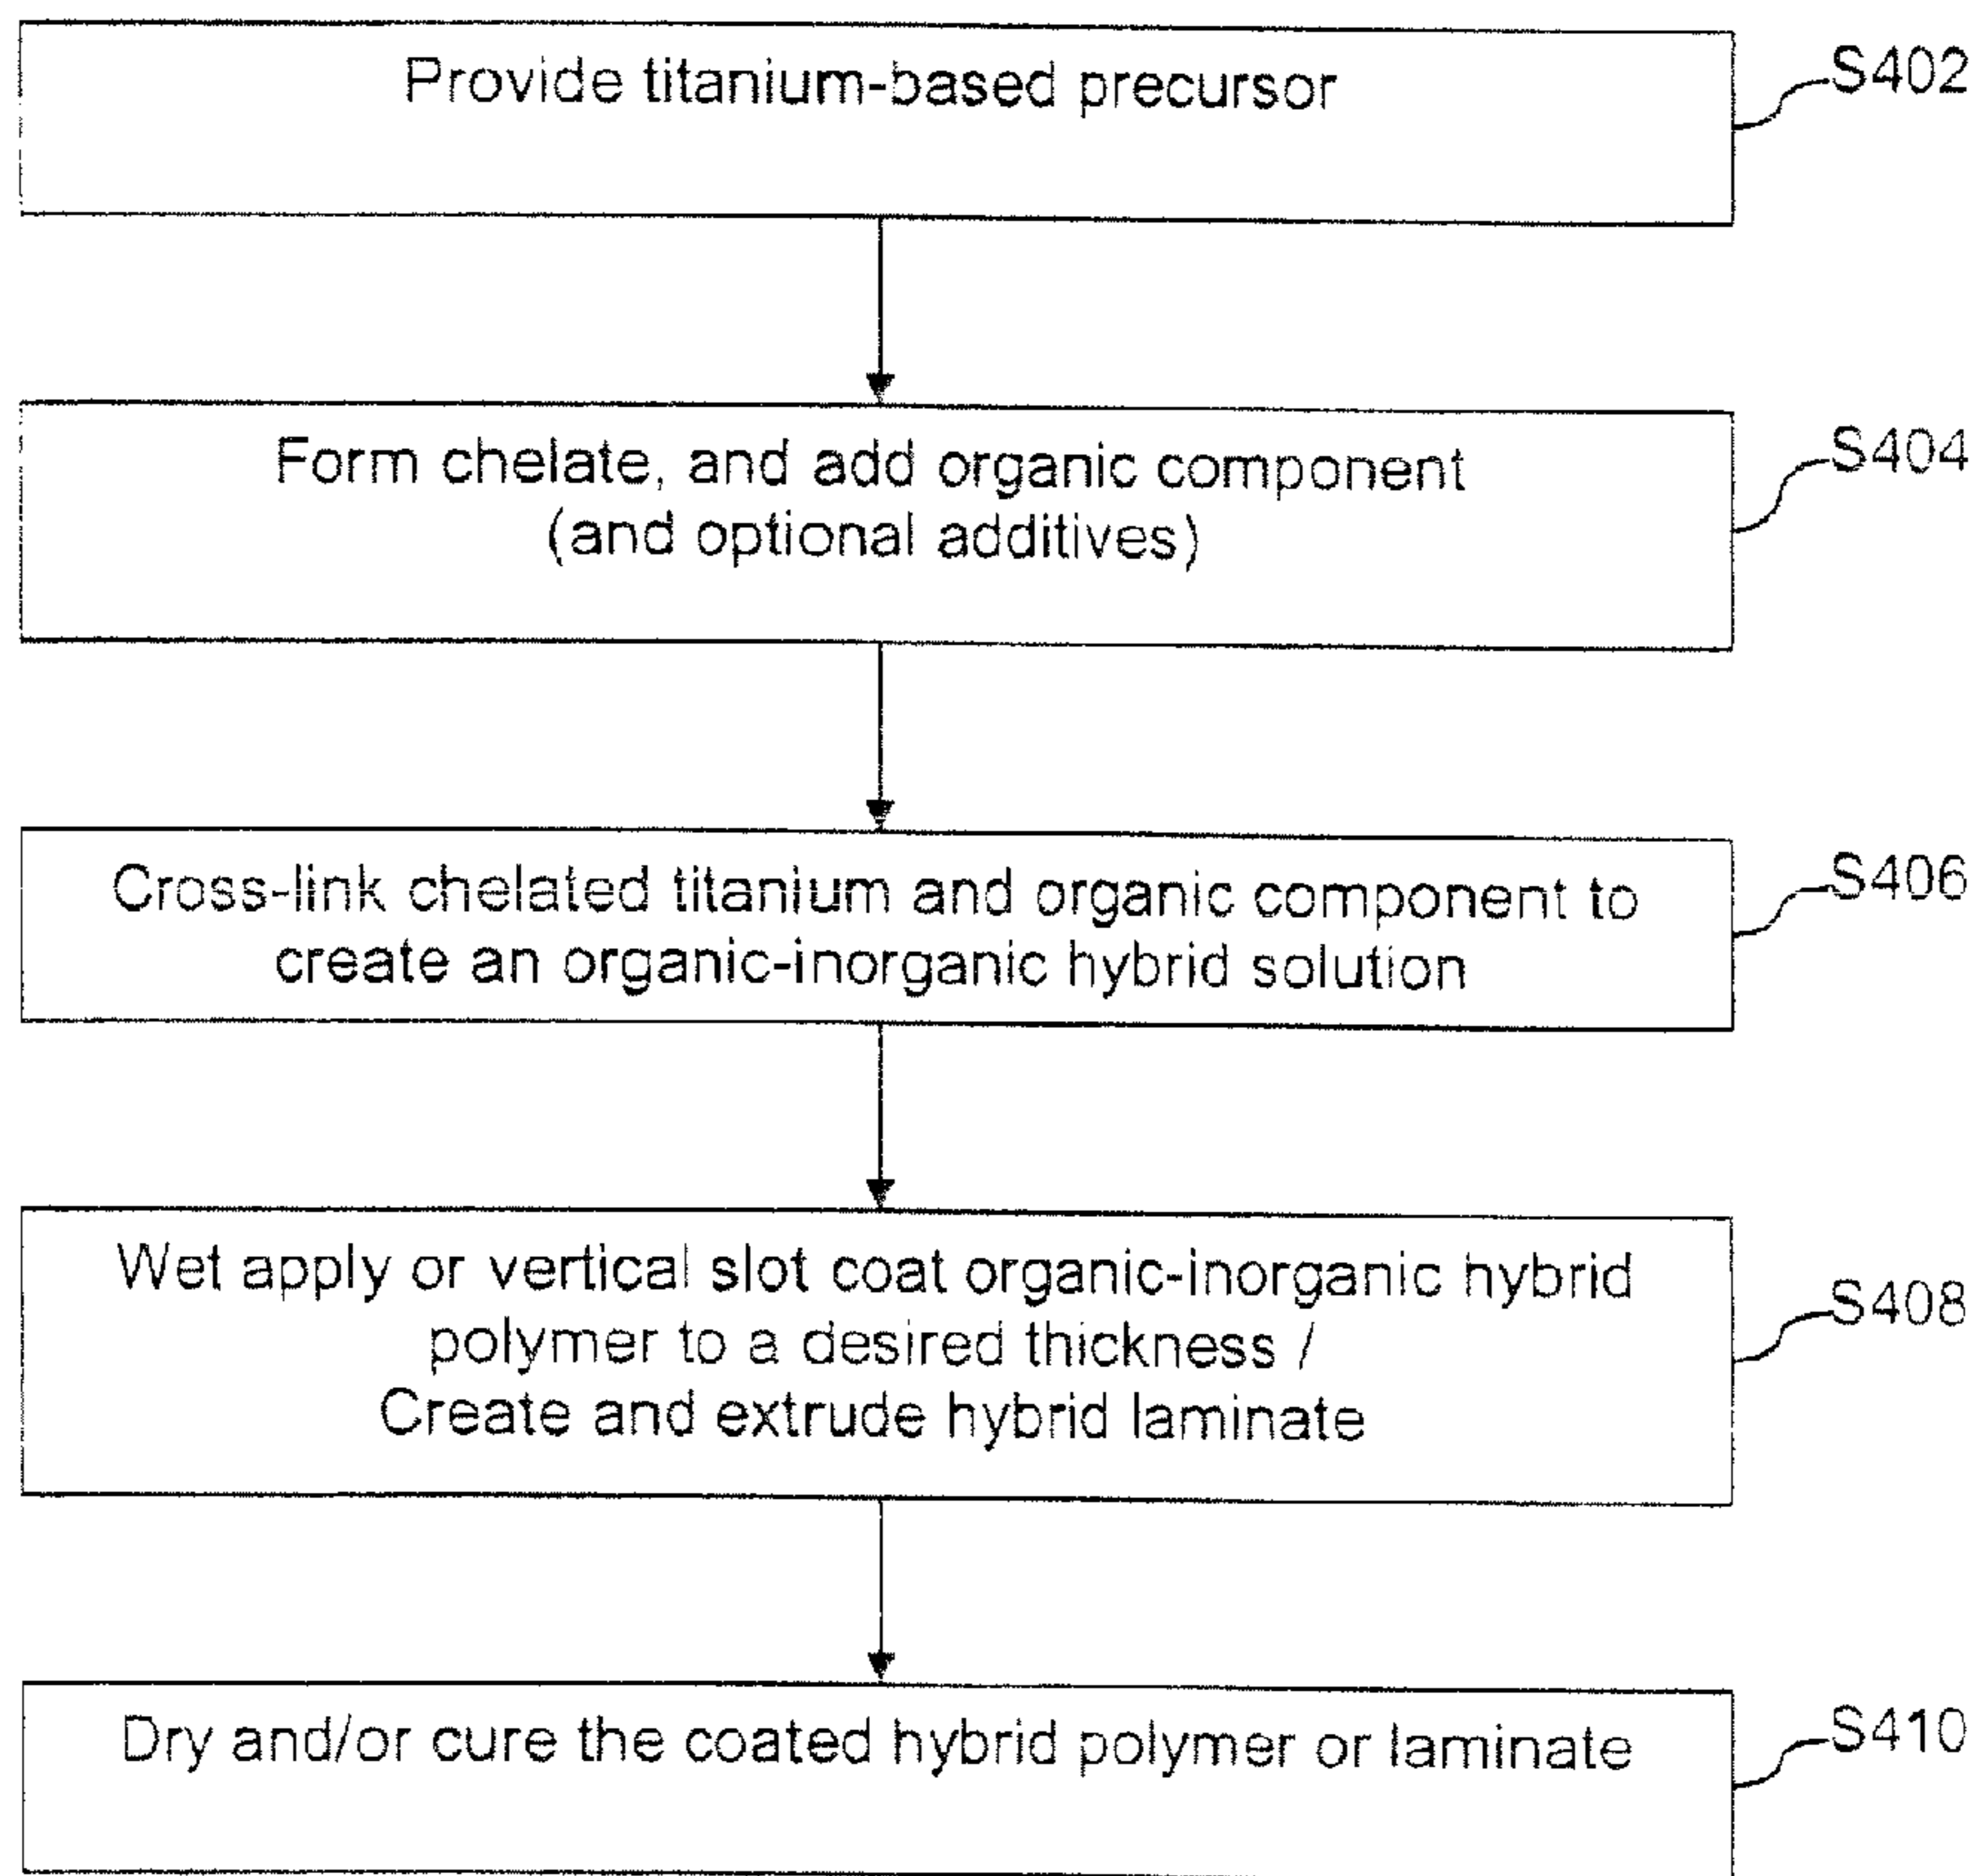 Provide titanium-based precursor
S402
Form chelate, and add organic component
(and optional additives)
S404
Cross-link chelated titanium and organic component to
create an organic-inorganic hybrid solution
S406
Wet apply or vertical slot coat organic-inorganic hybrid
polymer to a desired thickness /
Create and extrude hybrid laminate
S408
Dry and/or cure the coated hybrid polymer or laminate
S410